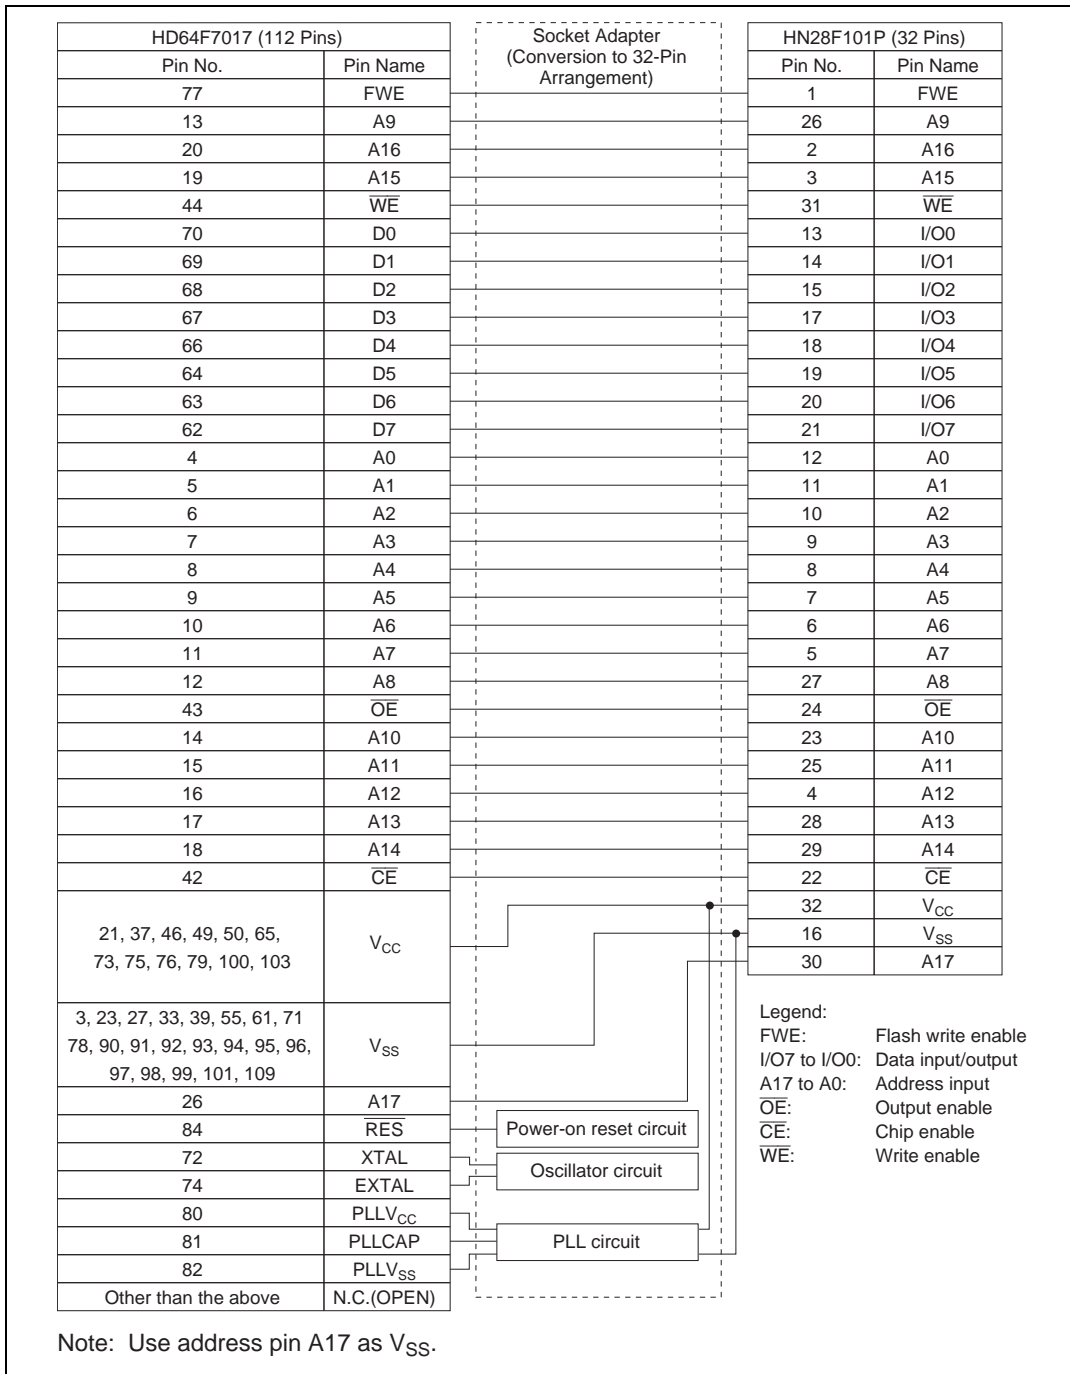 HD64F7017 (112 Pins)
Pin No. Pin Name
77 FWE
13 A9
20 A16
19 A15
44 W̅E̅
70 D0
69 D1
68 D2
67 D3
66 D4
64 D5
63 D6
62 D7
4 A0
5 A1
6 A2
7 A3
8 A4
9 A5
10 A6
11 A7
12 A8
43 O̅E̅
14 A10
15 A11
16 A12
17 A13
18 A14
42 C̅E̅
21, 37, 46, 49, 50, 65,
73, 75, 76, 79, 100, 103
VCC
3, 23, 27, 33, 39, 55, 61, 71
78, 90, 91, 92, 93, 94, 95, 96,
97, 98, 99, 101, 109
VSS
26 A17
84 R̅E̅S̅
72 XTAL
74 EXTAL
80 PLLVCC
81 PLLCAP
82 PLLVSS
Other than the above N.C.(OPEN)
Socket Adapter
(Conversion to 32-Pin
Arrangement)
Power-on reset circuit
Oscillator circuit
PLL circuit
HN28F101P (32 Pins)
Pin No. Pin Name
1 FWE
26 A9
2 A16
3 A15
31 W̅E̅
13 I/O0
14 I/O1
15 I/O2
17 I/O3
18 I/O4
19 I/O5
20 I/O6
21 I/O7
12 A0
11 A1
10 A2
9 A3
8 A4
7 A5
6 A6
5 A7
27 A8
24 O̅E̅
23 A10
25 A11
4 A12
28 A13
29 A14
22 C̅E̅
32 VCC
16 VSS
30 A17
Legend:
FWE: Flash write enable
I/O7 to I/O0: Data input/output
A17 to A0: Address input
O̅E̅: Output enable
C̅E̅: Chip enable
W̅E̅: Write enable
Note: Use address pin A17 as VSS.